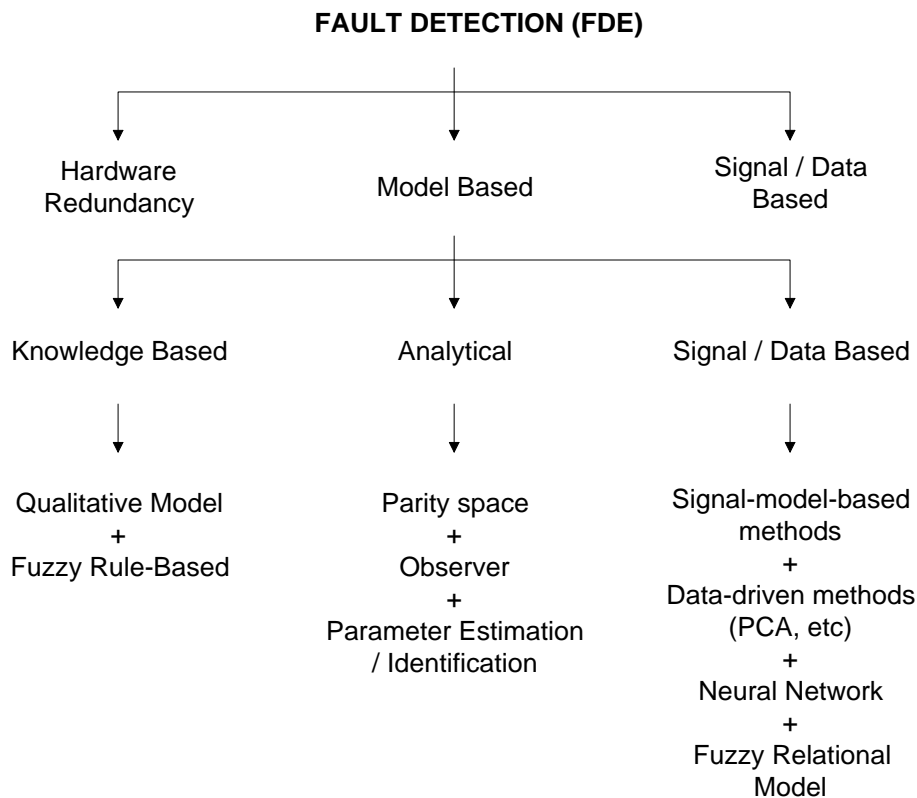 FAULT DETECTION (FDE)
Hardware
Redundancy
Model Based
Signal / Data
Based
Knowledge Based
Analytical
Signal / Data Based
Qualitative Model
+
Fuzzy Rule-Based
Parity space
+
Observer
+
Parameter Estimation
/ Identification
Signal-model-based
methods
+
Data-driven methods
(PCA, etc)
+
Neural Network
+
Fuzzy Relational
Model